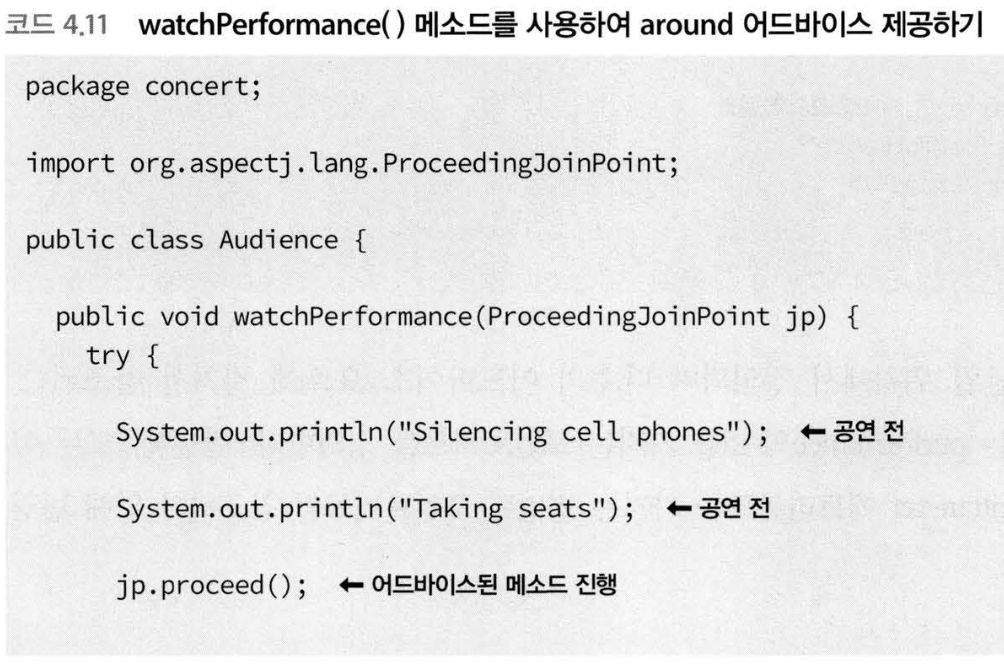 코드 4.11 watchPerformance( ) 메소드를 사용하여 around 어드바이스 제공하기
package concert;
import org.aspectj.lang.ProceedingJoinPoint;
public class Audience {
public void watchPerformance(ProceedingJoinPoint jp) {
try {
System.out.println("Silencing cell phones"); ← 공연 전
System.out.println("Taking seats"); ← 공연 전
jp.proceed(); ← 어드바이스된 메소드 진행